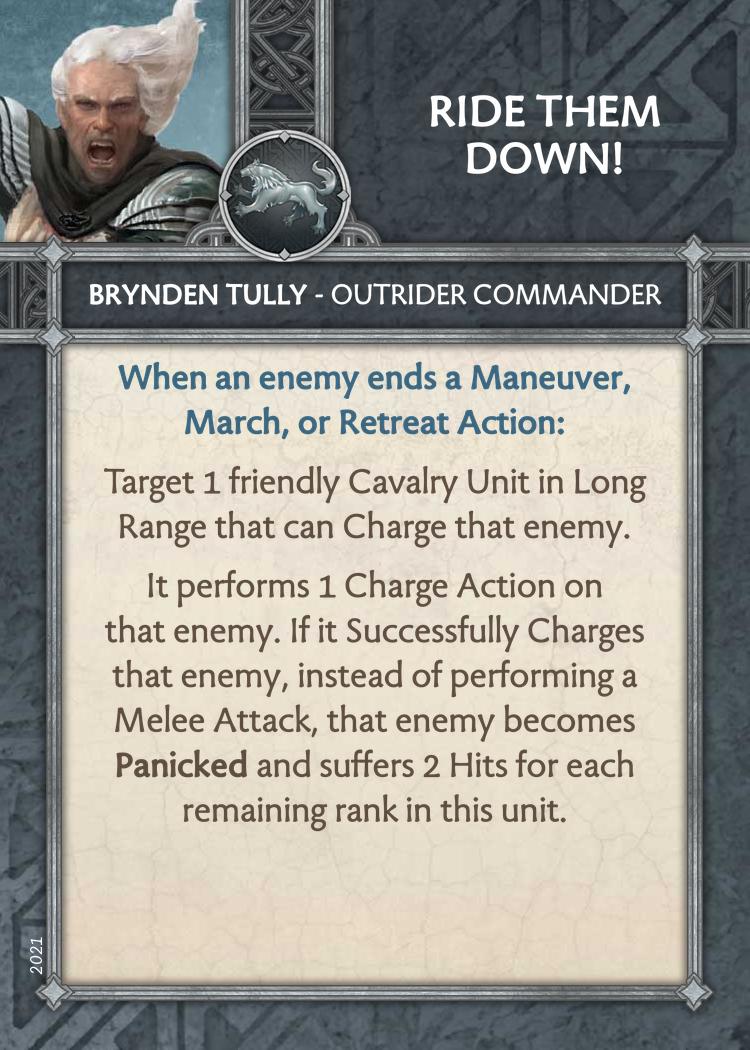 RIDE THEM
DOWN!
BRYNDEN TULLY - OUTRIDER COMMANDER
When an enemy ends a Maneuver,
March, or Retreat Action:
Target 1 friendly Cavalry Unit in Long
Range that can Charge that enemy.
It performs 1 Charge Action on
that enemy. If it Successfully Charges
that enemy, instead of performing a
Melee Attack, that enemy becomes
Panicked and suffers 2 Hits for each
remaining rank in this unit.
2021